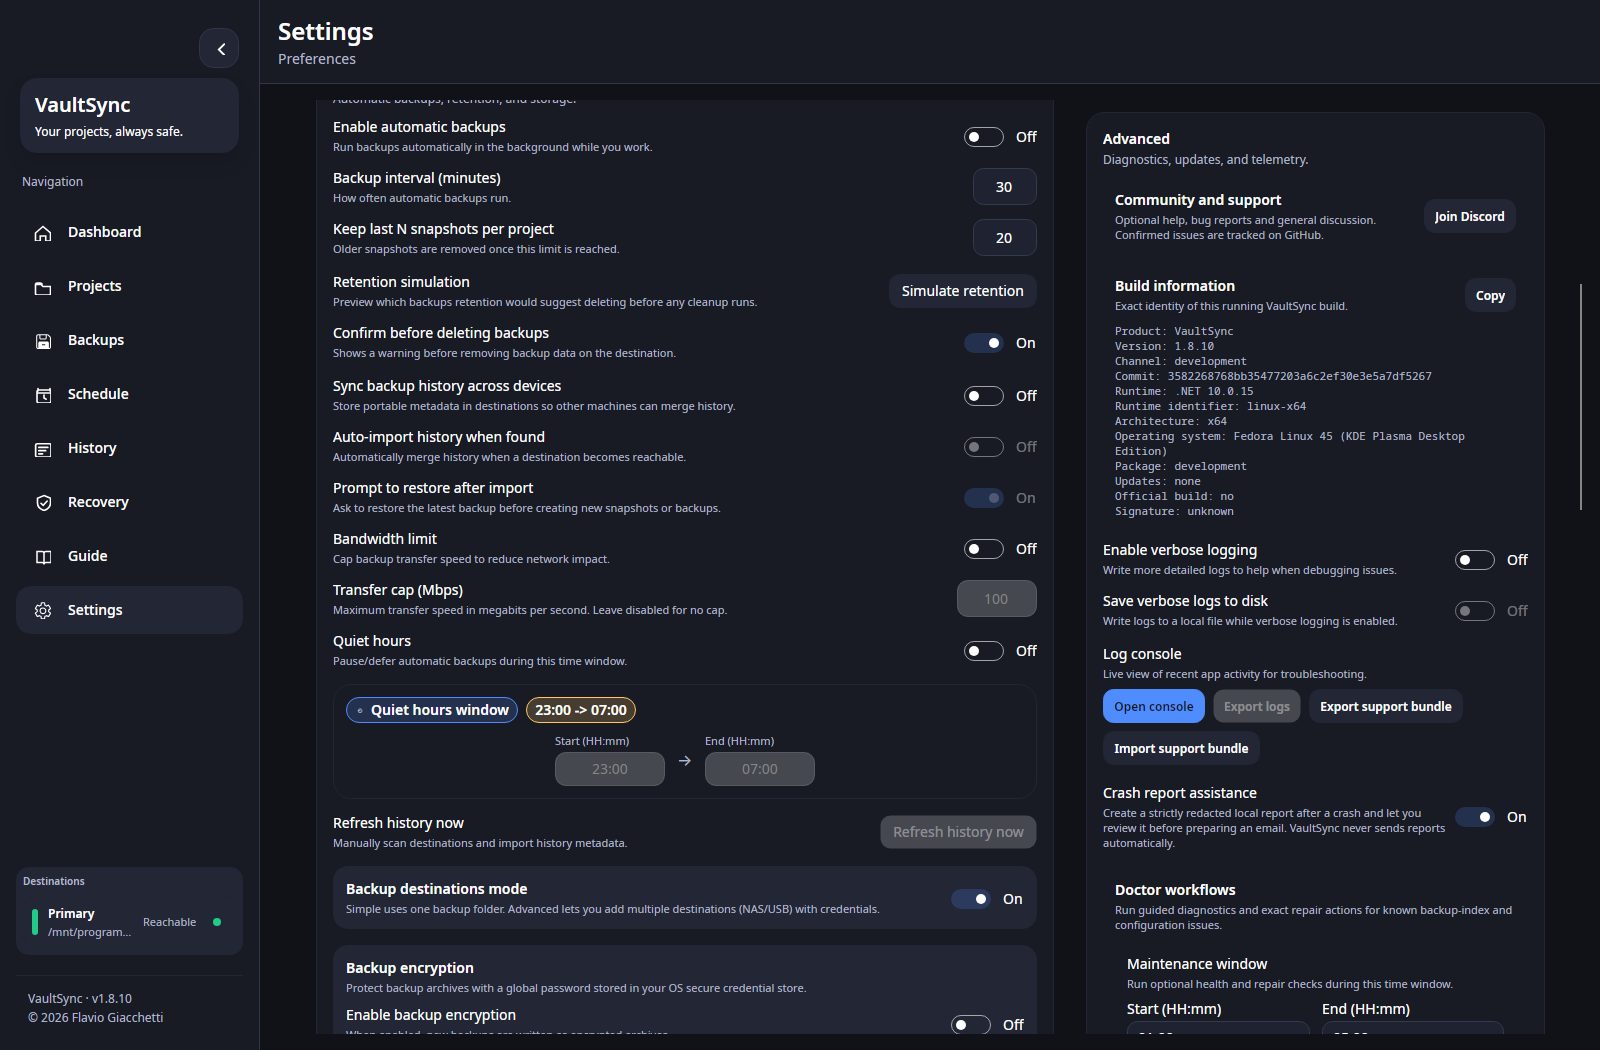 VaultSync
Your projects, always safe.
Navigation
Dashboard
Projects
Backups
Schedule
History
Recovery
Guide
Settings
Destinations
Primary
/mnt/program...
Reachable
VaultSync · v1.8.10
© 2026 Flavio Giacchetti
Settings
Preferences
Automatic backups, retention, and storage.
Enable automatic backups
Run backups automatically in the background while you work.
Off
Backup interval (minutes)
How often automatic backups run.
30
Keep last N snapshots per project
Older snapshots are removed once this limit is reached.
20
Retention simulation
Preview which backups retention would suggest deleting before any cleanup runs.
Simulate retention
Confirm before deleting backups
Shows a warning before removing backup data on the destination.
On
Sync backup history across devices
Store portable metadata in destinations so other machines can merge history.
Off
Auto-import history when found
Automatically merge history when a destination becomes reachable.
Off
Prompt to restore after import
Ask to restore the latest backup before creating new snapshots or backups.
On
Bandwidth limit
Cap backup transfer speed to reduce network impact.
Off
Transfer cap (Mbps)
Maximum transfer speed in megabits per second. Leave disabled for no cap.
100
Quiet hours
Pause/defer automatic backups during this time window.
Off
Quiet hours window
23:00 -> 07:00
Start (HH:mm)
23:00
→
End (HH:mm)
07:00
Refresh history now
Manually scan destinations and import history metadata.
Refresh history now
Backup destinations mode
Simple uses one backup folder. Advanced lets you add multiple destinations (NAS/USB) with credentials.
On
Backup encryption
Protect backup archives with a global password stored in your OS secure credential store.
Enable backup encryption
When enabled, new backups are written as encrypted archives.
Off
Advanced
Diagnostics, updates, and telemetry.
Community and support
Optional help, bug reports and general discussion.
Confirmed issues are tracked on GitHub.
Join Discord
Build information
Exact identity of this running VaultSync build.
Copy
Product: VaultSync
Version: 1.8.10
Channel: development
Commit: 3582268768bb35477203a6c2ef30e3e5a7df5267
Runtime: .NET 10.0.15
Runtime identifier: linux-x64
Architecture: x64
Operating system: Fedora Linux 45 (KDE Plasma Desktop
Edition)
Package: development
Updates: none
Official build: no
Signature: unknown
Enable verbose logging
Write more detailed logs to help when debugging issues.
Off
Save verbose logs to disk
Write logs to a local file while verbose logging is enabled.
Off
Log console
Live view of recent app activity for troubleshooting.
Open console
Export logs
Export support bundle
Import support bundle
Crash report assistance
Create a strictly redacted local report after a crash and let you
review it before preparing an email. VaultSync never sends reports
automatically.
On
Doctor workflows
Run guided diagnostics and exact repair actions for known backup-index and
configuration issues.
Maintenance window
Run optional health and repair checks during this time window.
Start (HH:mm)
End (HH:mm)